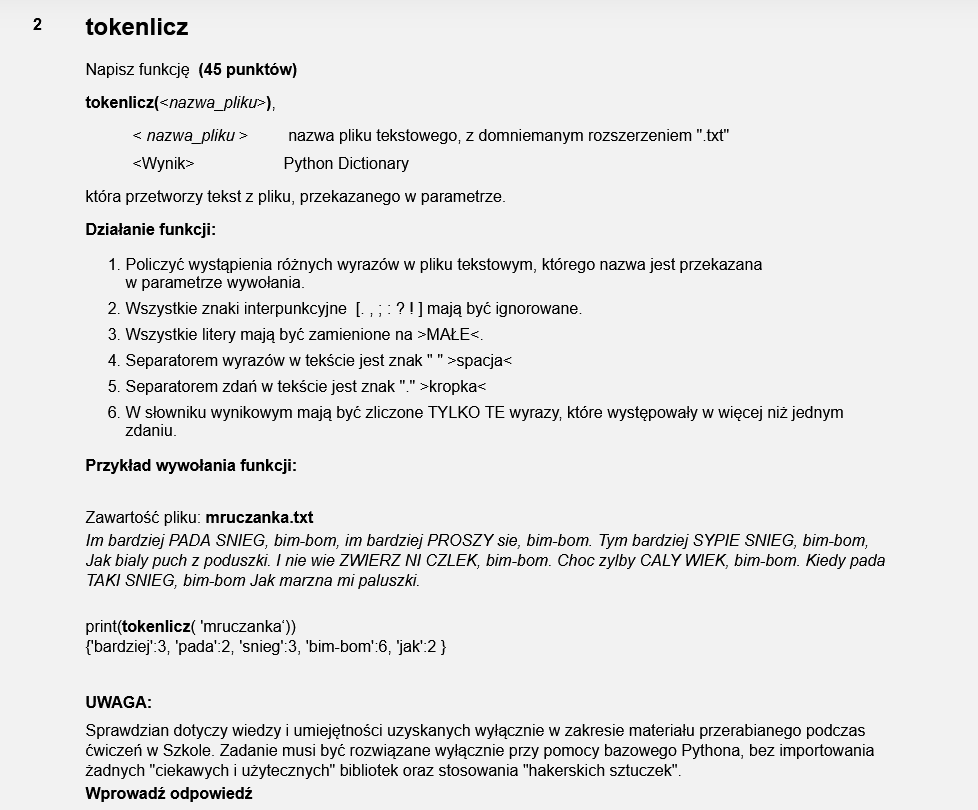 2 tokenlicz
Napisz funkcję (45 punktów)
tokenlicz(<nazwa_pliku>),
< nazwa_pliku > nazwa pliku tekstowego, z domniemanym rozszerzeniem ".txt"
<Wynik> Python Dictionary
która przetworzy tekst z pliku, przekazanego w parametrze.
Działanie funkcji:
1. Policzyć wystąpienia różnych wyrazów w pliku tekstowym, którego nazwa jest przekazana
w parametrze wywołania.
2. Wszystkie znaki interpunkcyjne [. , ; : ? ! ] mają być ignorowane.
3. Wszystkie litery mają być zamienione na >MAŁE<.
4. Separatorem wyrazów w tekście jest znak " " >spacja<
5. Separatorem zdań w tekście jest znak "." >kropka<
6. W słowniku wynikowym mają być zliczone TYLKO TE wyrazy, które występowały w więcej niż jednym
zdaniu.
Przykład wywołania funkcji:
Zawartość pliku: mruczanka.txt
Im bardziej PADA SNIEG, bim-bom, im bardziej PROSZY sie, bim-bom. Tym bardziej SYPIE SNIEG, bim-bom,
Jak bialy puch z poduszki. I nie wie ZWIERZ NI CZLEK, bim-bom. Choc zylby CALY WIEK, bim-bom. Kiedy pada
TAKI SNIEG, bim-bom Jak marzna mi paluszki.
print(tokenlicz( 'mruczanka‘))
{'bardziej':3, 'pada':2, 'snieg':3, 'bim-bom':6, 'jak':2 }
UWAGA:
Sprawdzian dotyczy wiedzy i umiejętności uzyskanych wyłącznie w zakresie materiału przerabianego podczas
ćwiczeń w Szkole. Zadanie musi być rozwiązane wyłącznie przy pomocy bazowego Pythona, bez importowania
żadnych "ciekawych i użytecznych" bibliotek oraz stosowania "hakerskich sztuczek".
Wprowadź odpowiedź